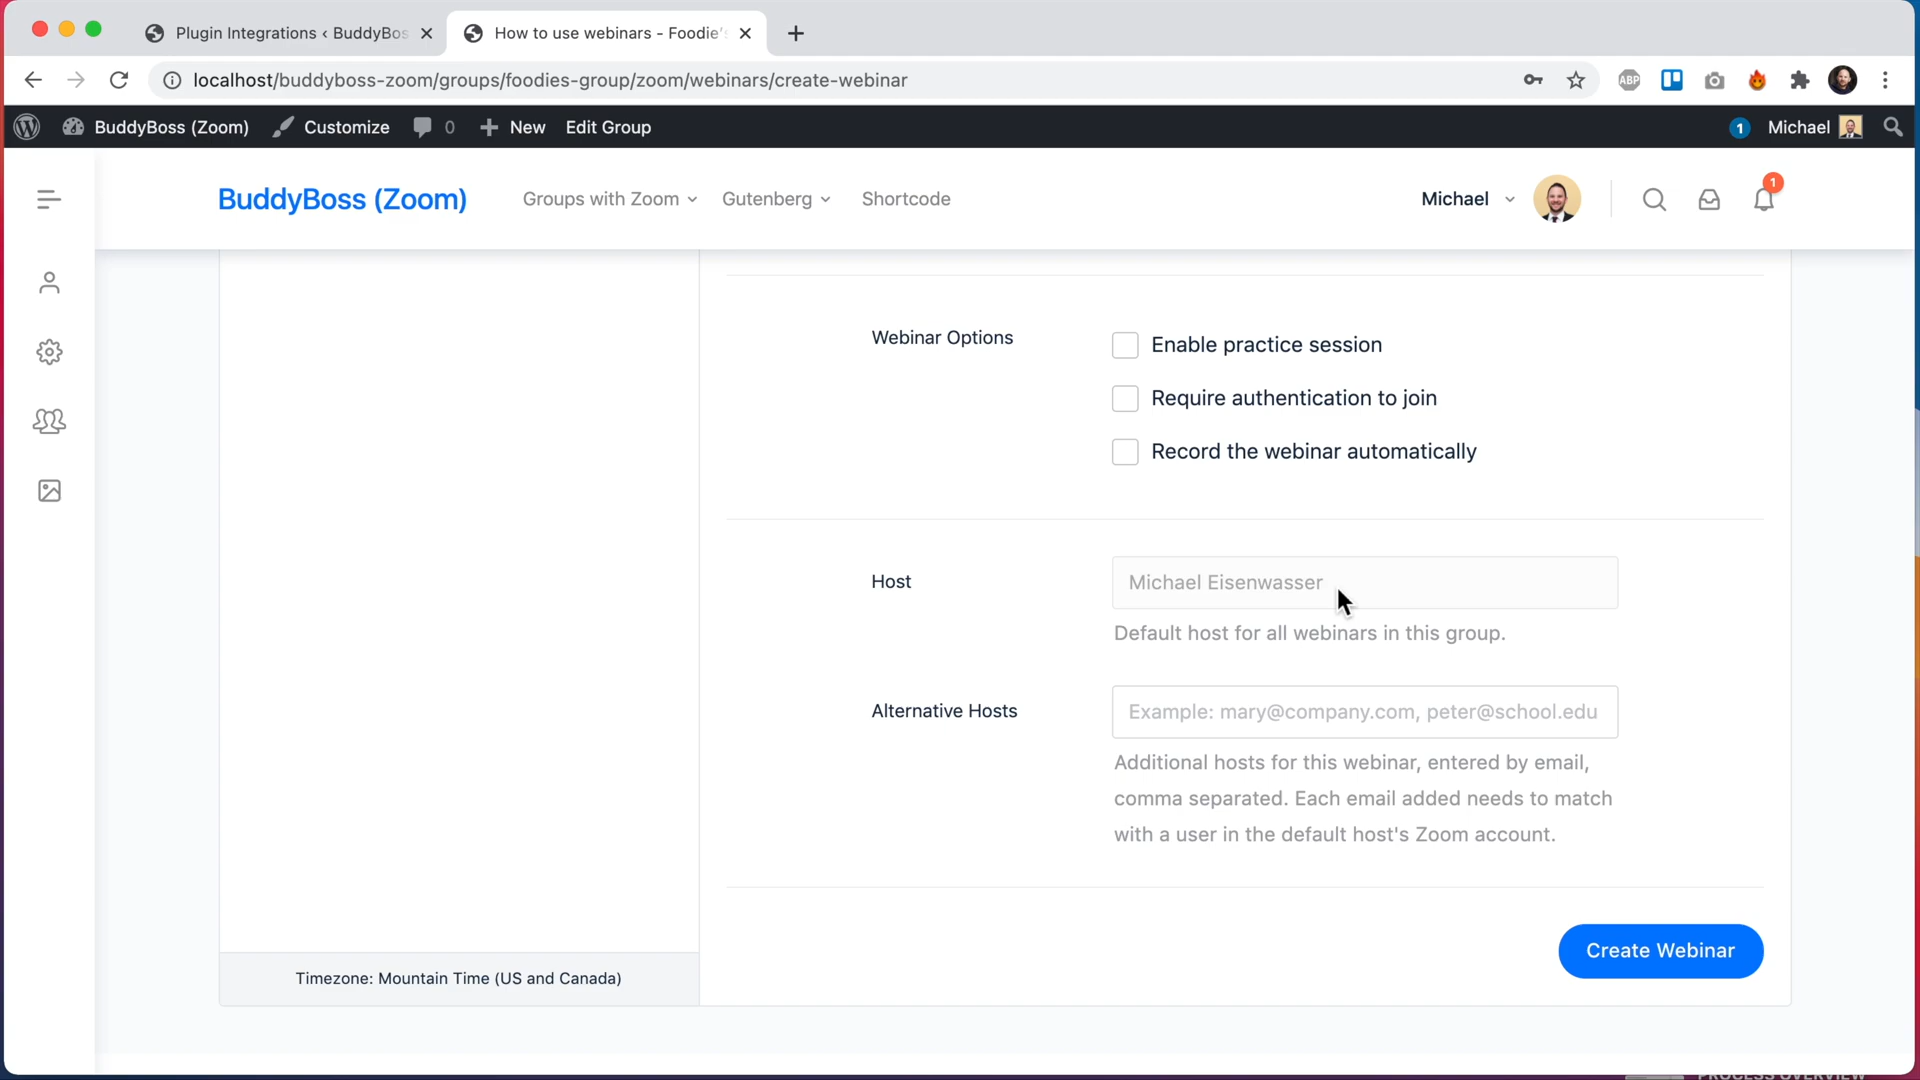 Plugin Integrations ‹ BuddyBos
How to use webinars - Foodie's
localhost/buddyboss-zoom/groups/foodies-group/zoom/webinars/create-webinar
ABP
BuddyBoss (Zoom)
Customize
0
New
Edit Group
1
Michael
BuddyBoss (Zoom)
Groups with Zoom
Gutenberg
Shortcode
Michael
1
Webinar Options
Enable practice session
Require authentication to join
Record the webinar automatically
Host
Michael Eisenwasser
Default host for all webinars in this group.
Alternative Hosts
Example: mary@company.com, peter@school.edu
Additional hosts for this webinar, entered by email,
comma separated. Each email added needs to match
with a user in the default host's Zoom account.
Create Webinar
Timezone: Mountain Time (US and Canada)
PROCESS OVERVIEW